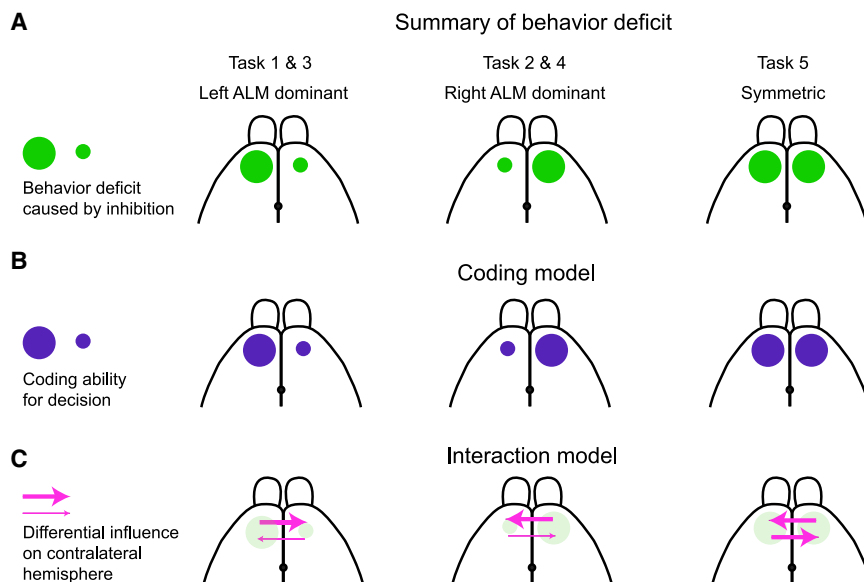 A
Summary of behavior deficit
Task 1 & 3
Task 2 & 4
Task 5
Left ALM dominant
Right ALM dominant
Symmetric
Behavior deficit
caused by inhibition
B
Coding model
Coding ability
for decision
C
Interaction model
Differential influence
on contralateral
hemisphere